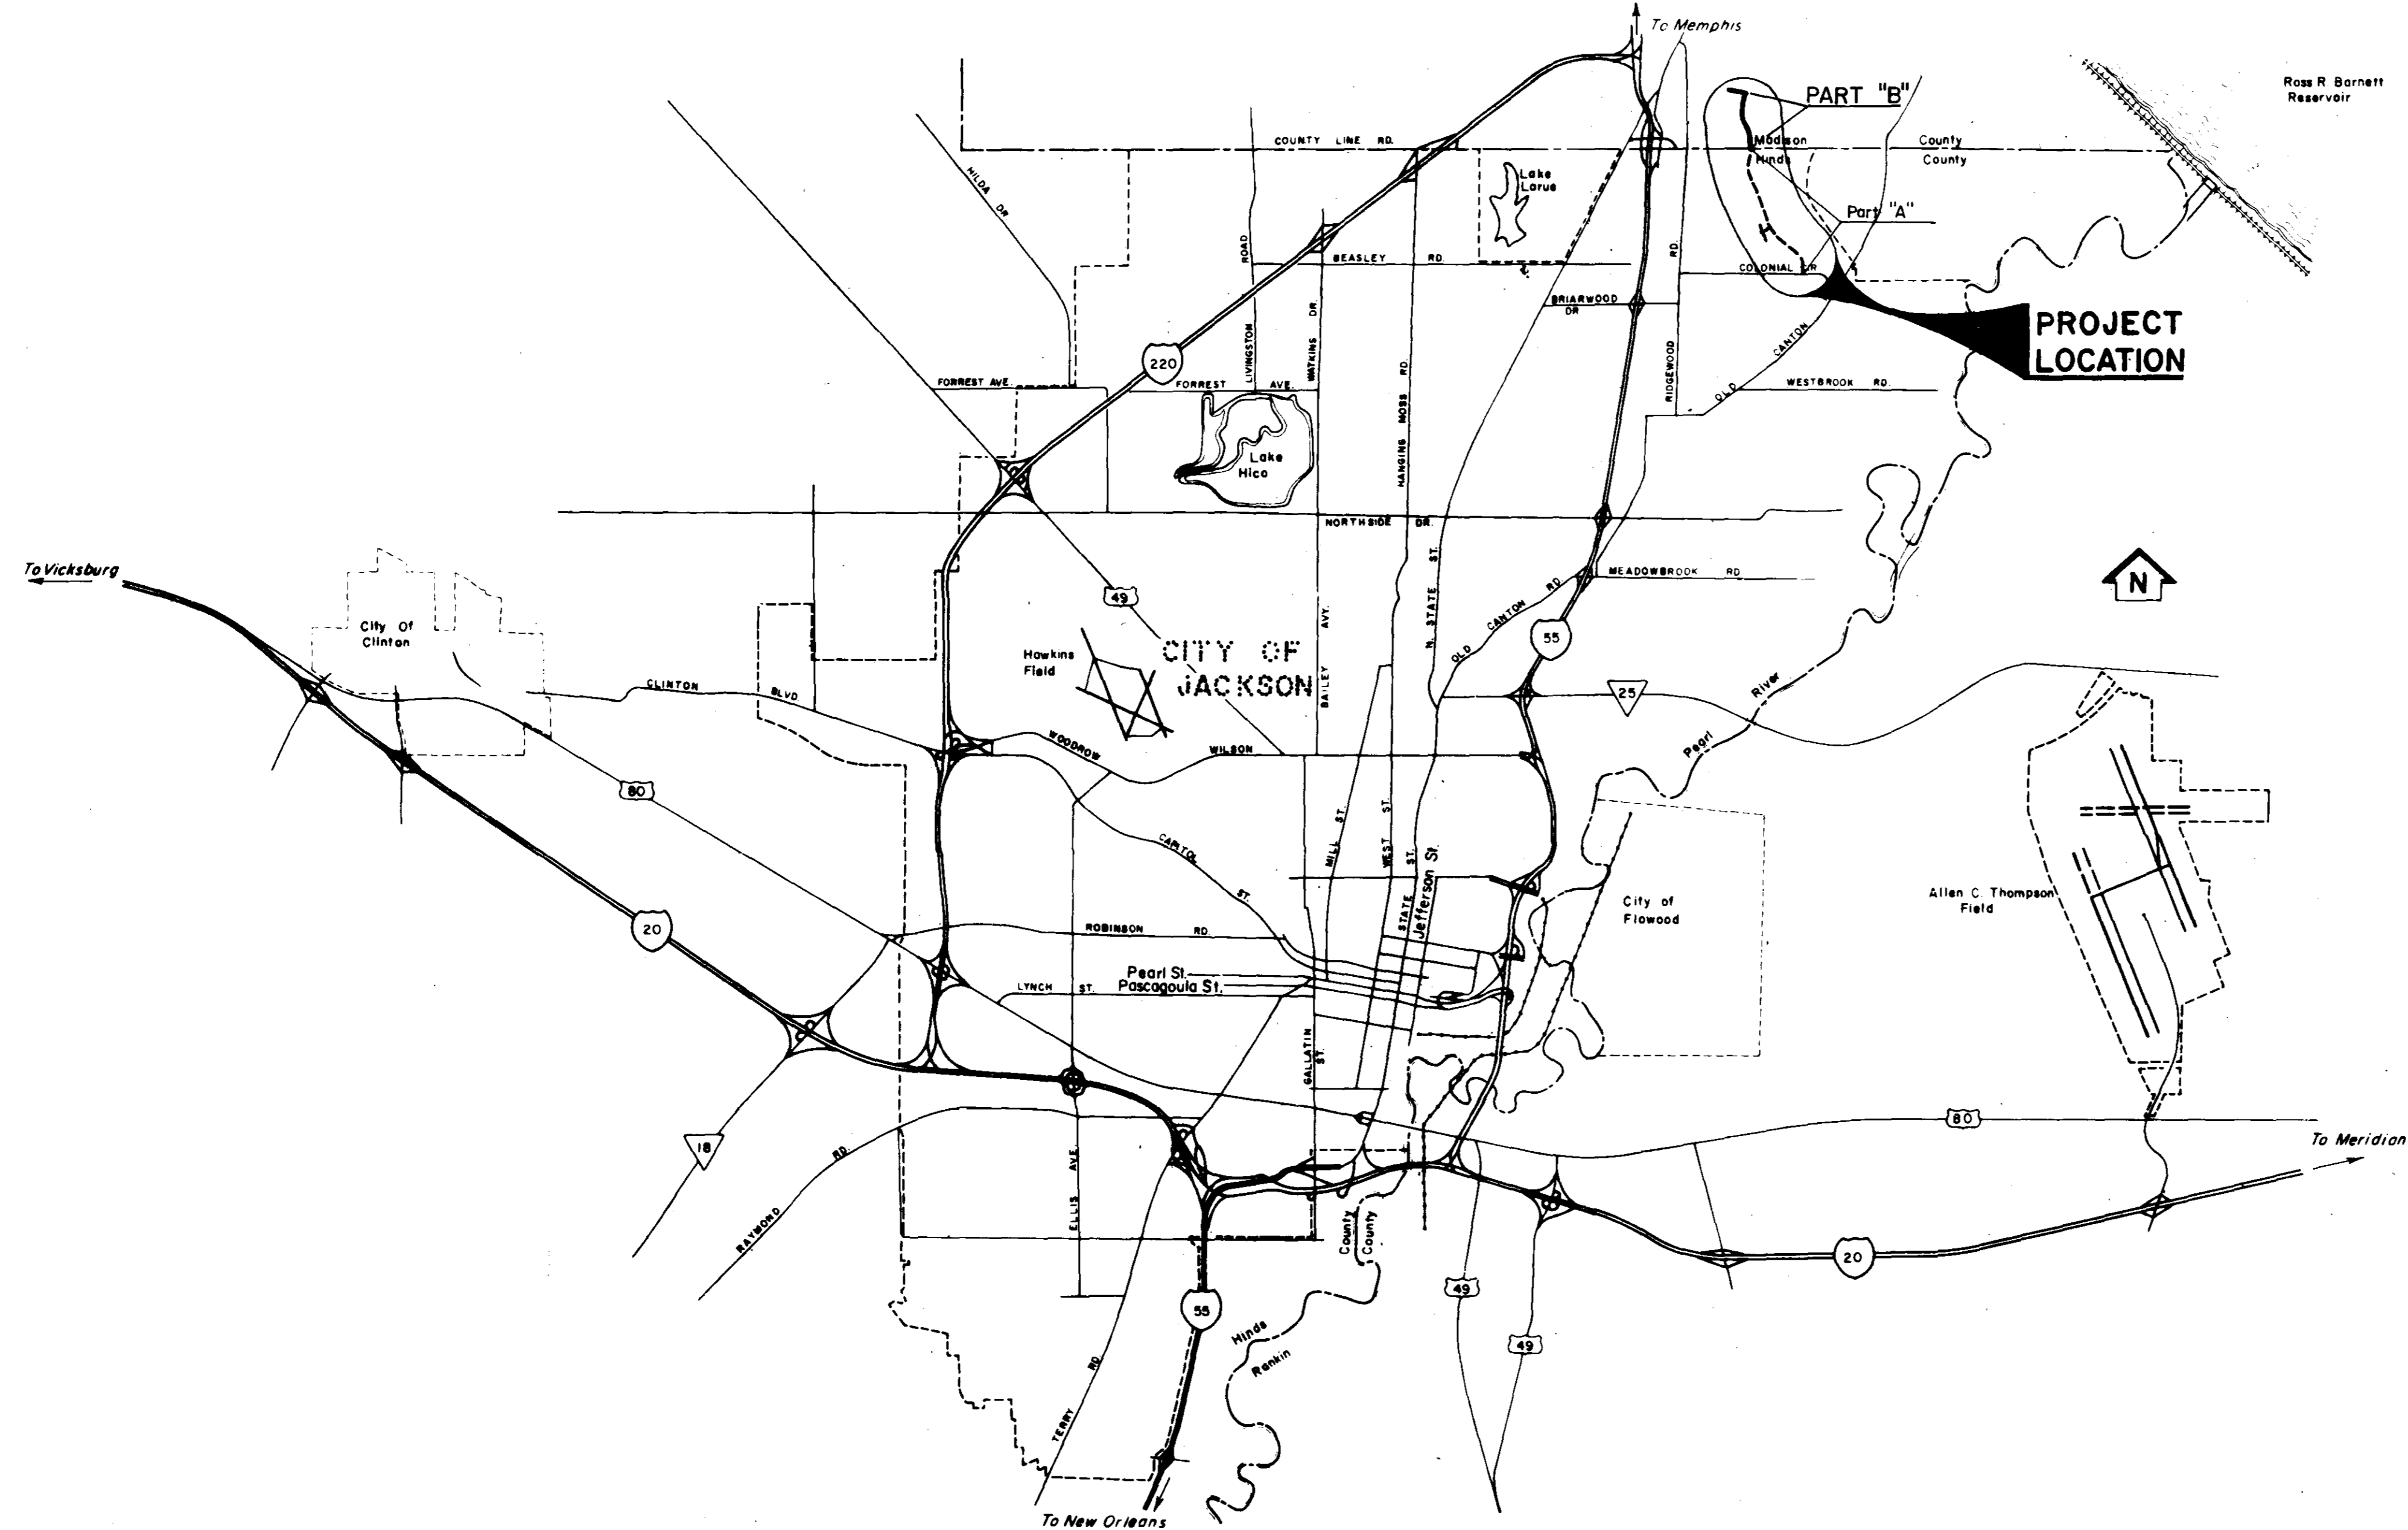 To Memphis
Ross R. Barnett
Reservoir
PART "B"
COUNTY LINE RD.
Madison
Hinds
County
County
HILDA DR
Lake
Larue
Part "A"
LIVINGSTON ROAD
BEASLEY RD.
RIDGEWOOD RD.
COLONIAL CIR
BRIARWOOD
DR
PROJECT
LOCATION
WATKINS DR.
HANGING MOSS RD.
OLD CANTON
220
FORREST AVE.
FORREST AVE.
WESTBROOK RD.
Lake
Hico
NORTHSIDE DR.
To Vicksburg
MEADOWBROOK RD
N
49
City Of
Clinton
N. STATE ST.
OLD CANTON RD
55
Hawkins
Field
CITY OF
JACKSON
BAILEY AVY.
CLINTON BLVD.
25
Pearl River
WOODROW WILSON
80
MILL ST.
WEST ST.
CAPITOL ST.
STATE ST.
Jefferson St.
City of
Flowood
Allen C. Thompson
Field
20
ROBINSON RD.
Pearl St.
Pascagoula St.
LYNCH ST.
GALLATIN
ST.
80
18
To Meridian
RAYMOND RD.
ELLIS AVE.
County
County
20
49
55
49
Hinds
Rankin
TERRY RD
To New Orleans